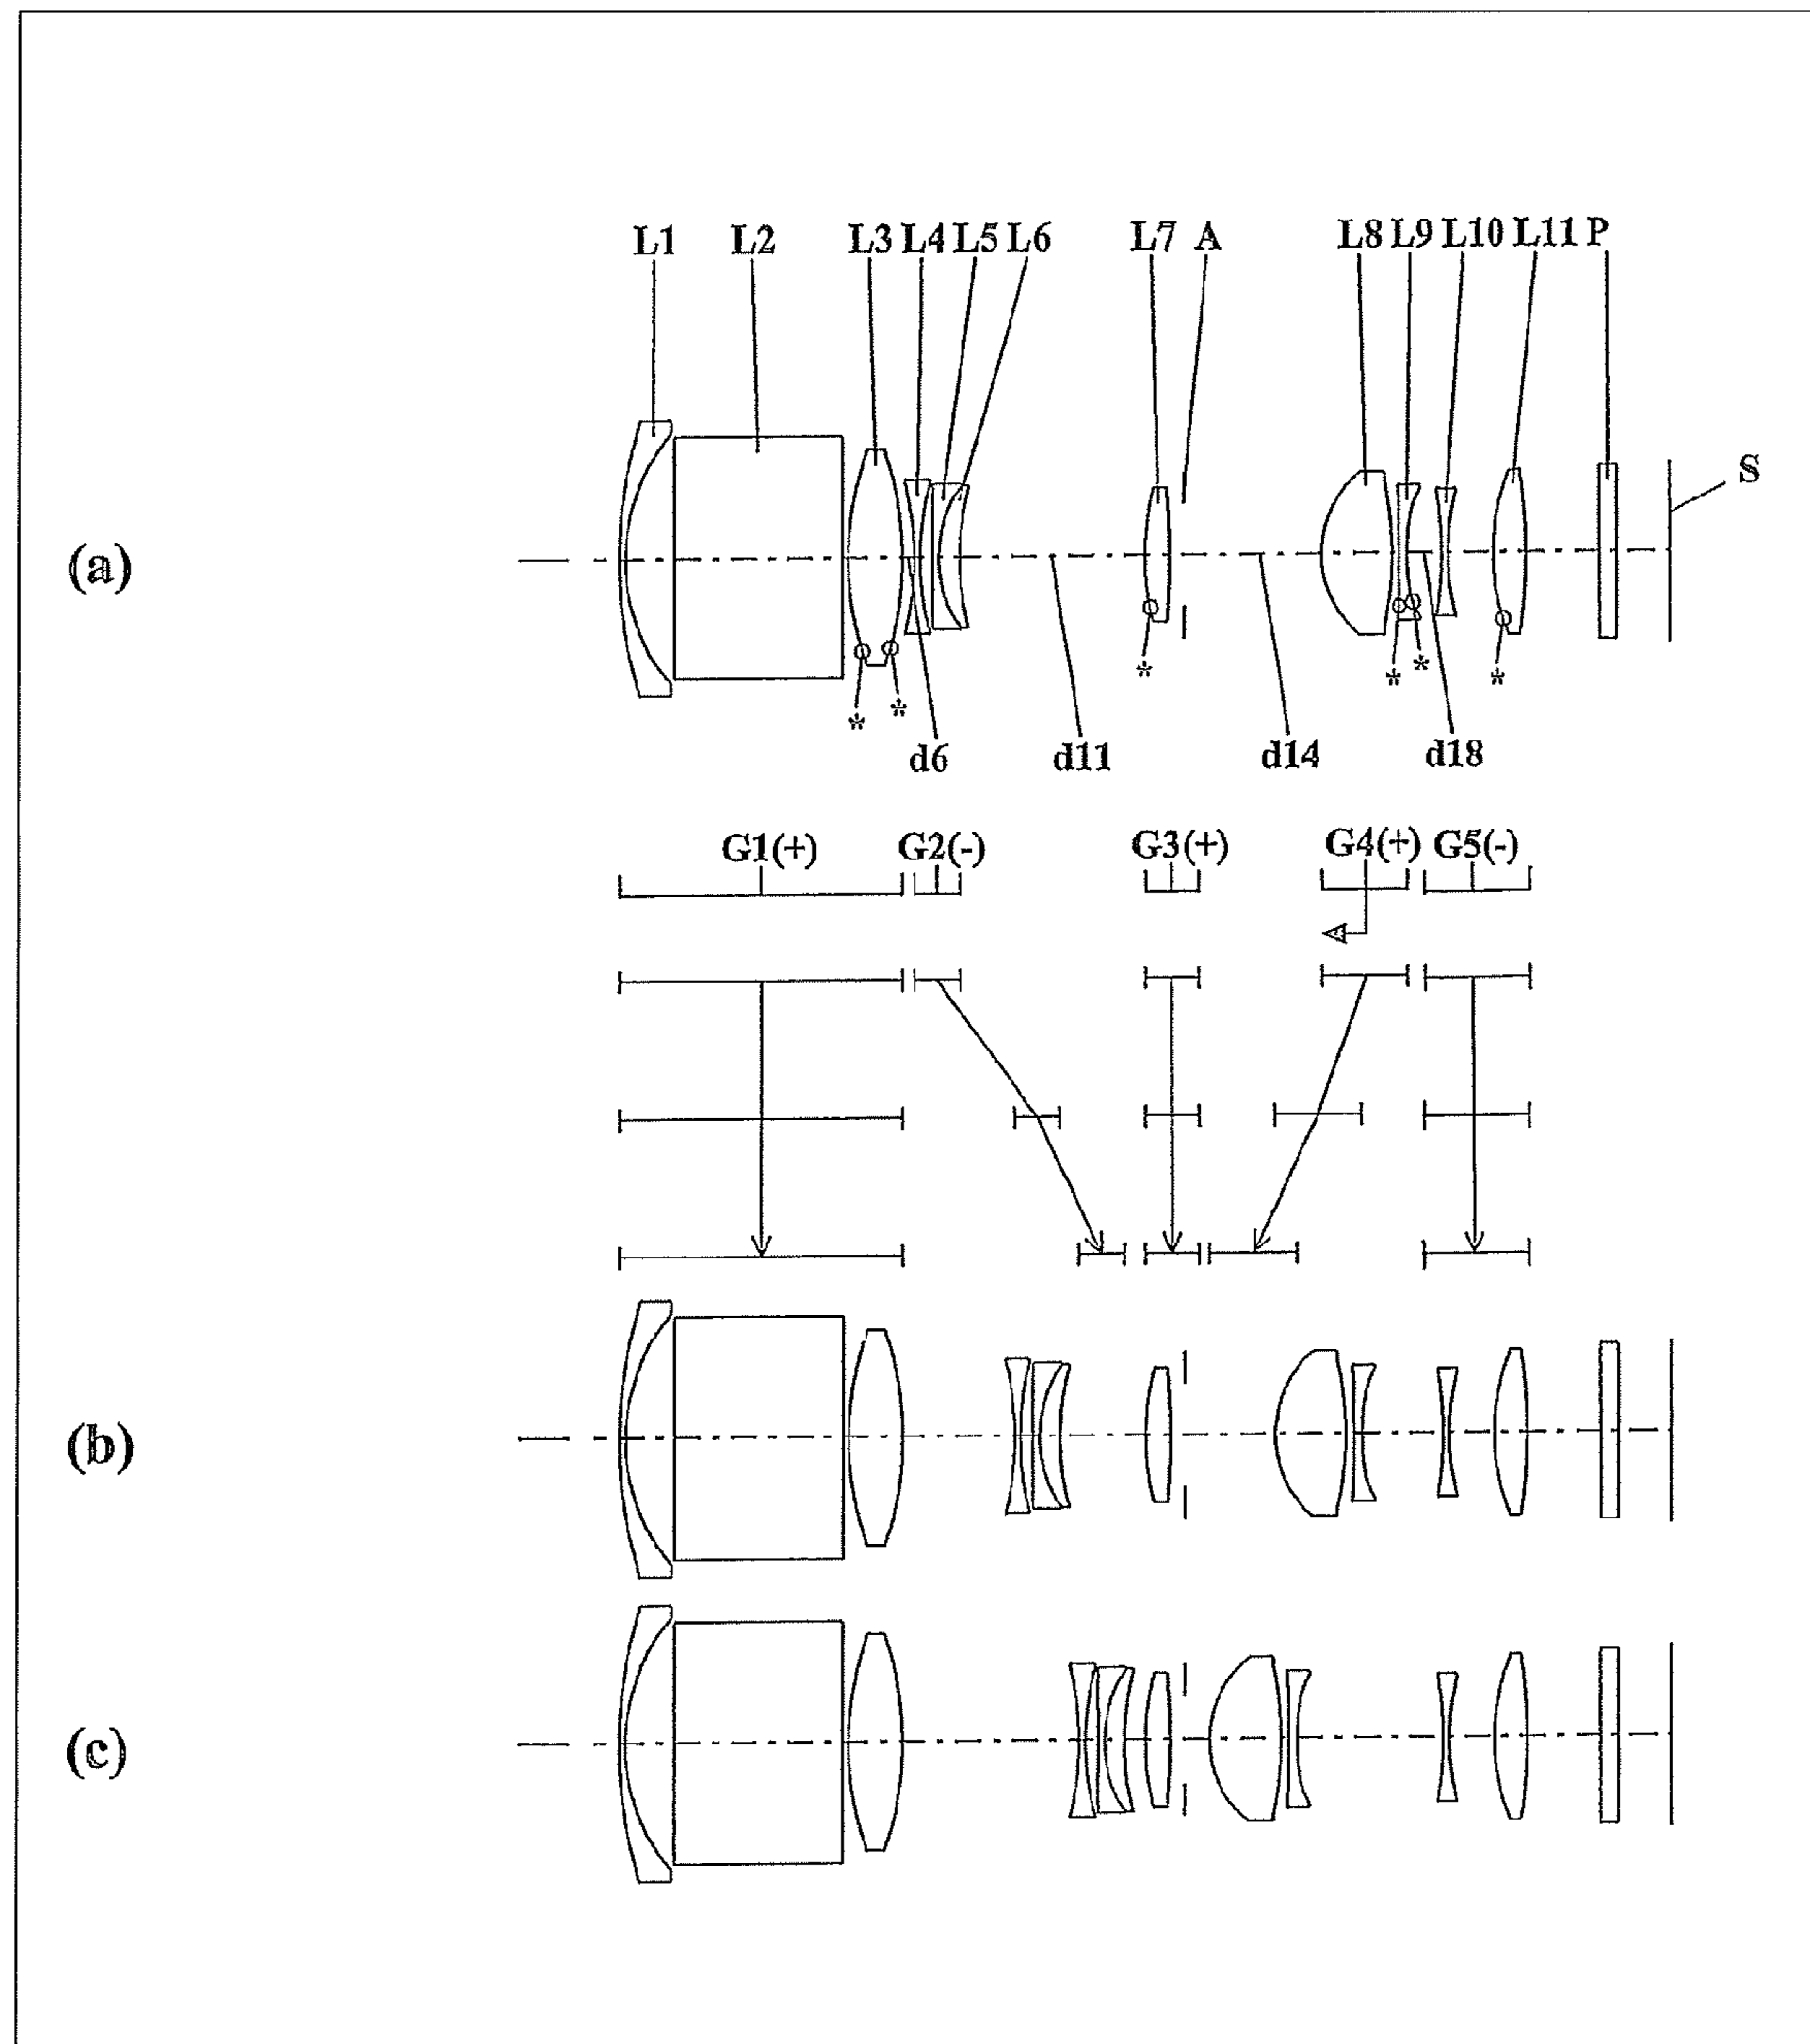 L1 L2 L3 L4 L5 L6 L7 A L8 L9 L10 L11 P
S
(a)
* * * * * *
d6 d11 d14 d18
G1(+) G2(-) G3(+) G4(+) G5(-)
(b)
(c)